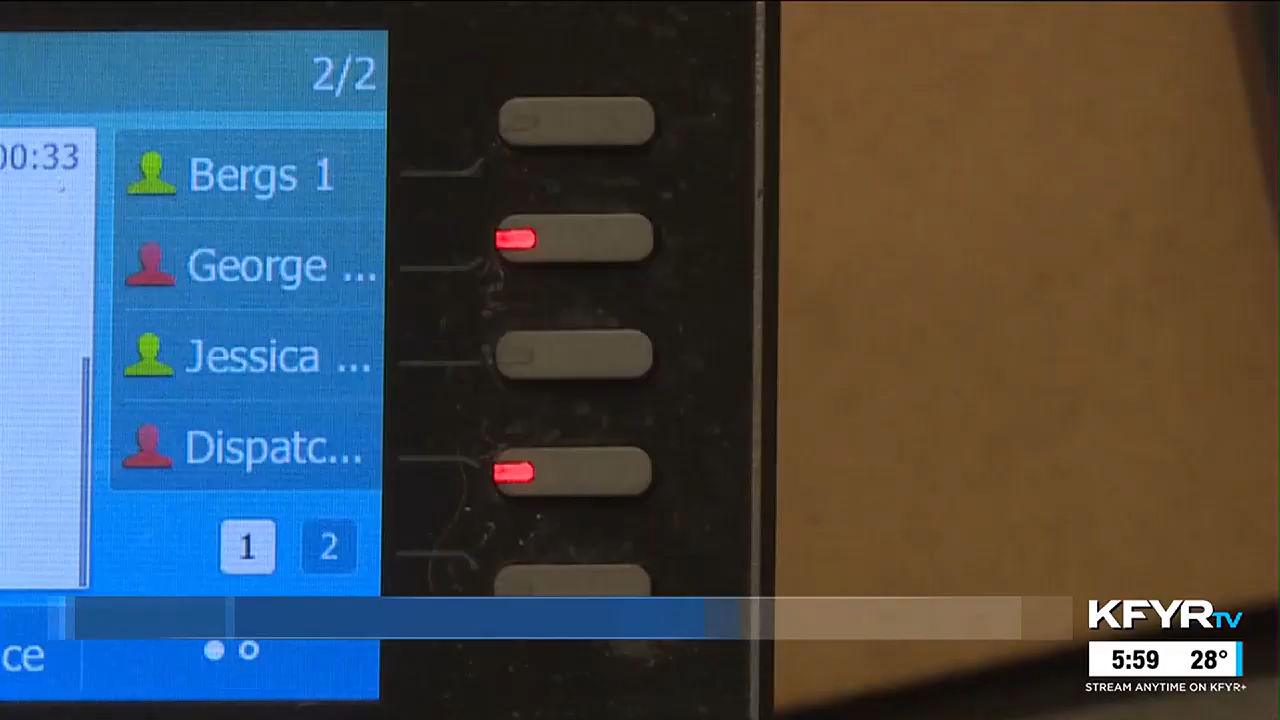 2/2
00:33
Bergs 1
George ...
Jessica ...
Dispatc...
1 2
ce
KFYRTV
5:59 28°
STREAM ANYTIME ON KFYR+